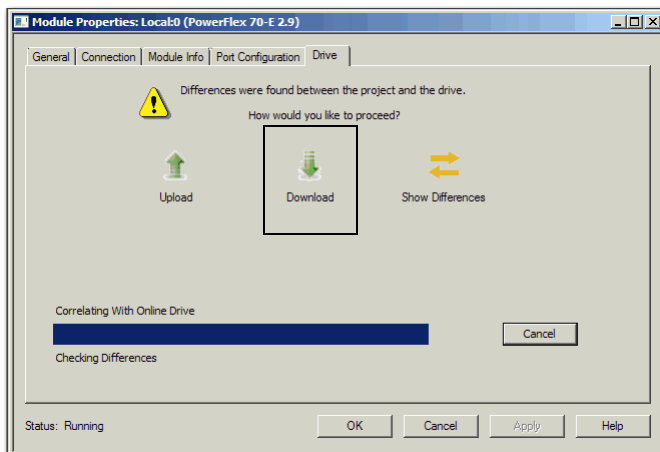 Module Properties: Local:0 (PowerFlex 70-E 2.9)
General Connection Module Info Port Configuration Drive
Differences were found between the project and the drive.
How would you like to proceed?
Upload Download Show Differences
Correlating With Online Drive
Cancel
Checking Differences
Status: Running OK Cancel Apply Help